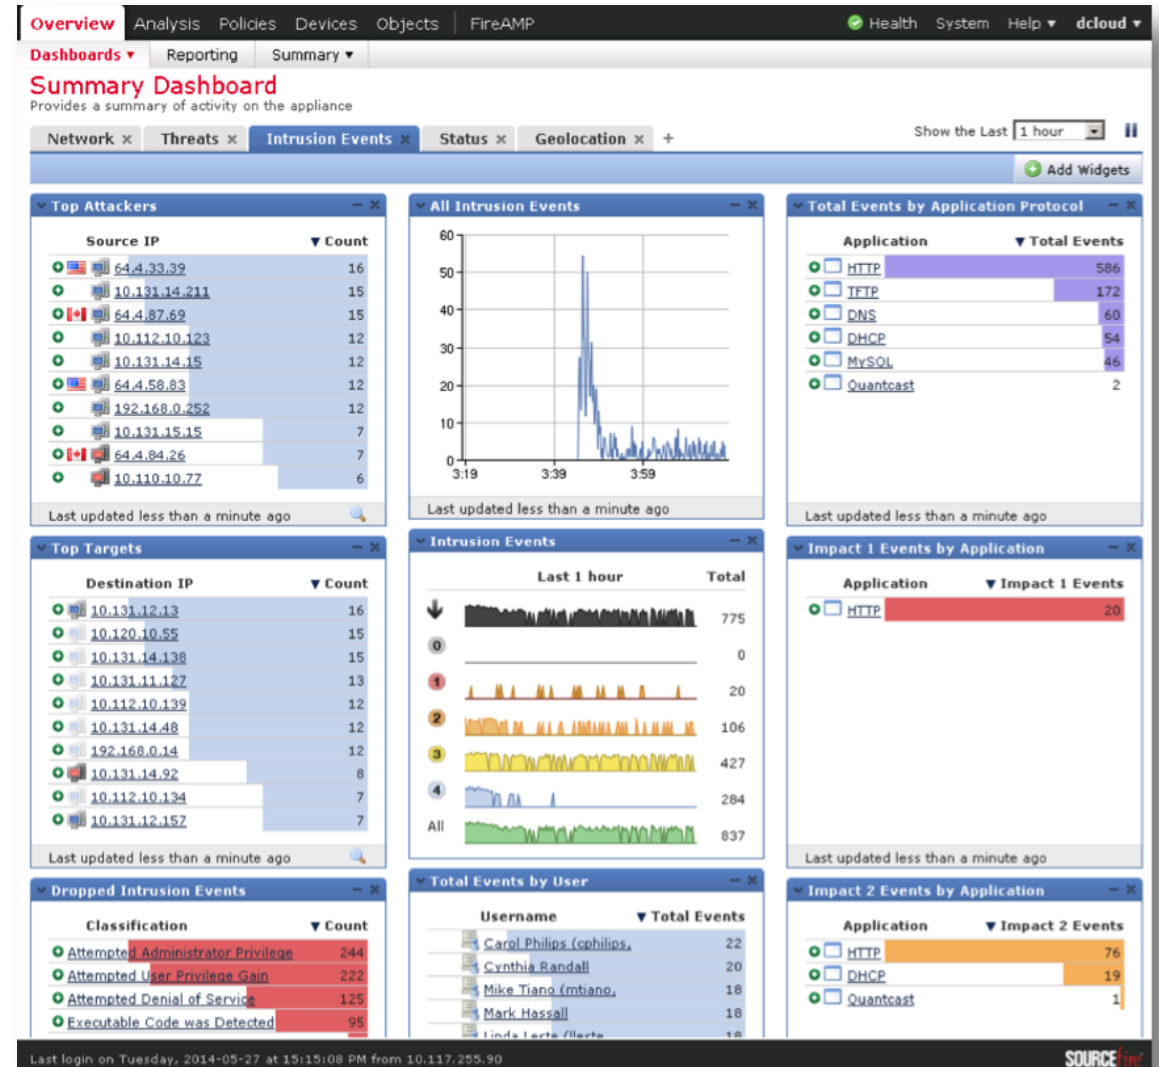 Overview Analysis Policies Devices Objects FireAMP Health System Help ▼ dcloud ▼
Dashboards ▼ Reporting Summary ▼
Summary Dashboard
Provides a summary of activity on the appliance
Network × Threats × Intrusion Events × Status × Geolocation × +
Show the Last 1 hour
Add Widgets
Top Attackers
Source IP ▼ Count
64.4.33.39 16
10.131.14.211 15
64.4.87.69 15
10.112.10.123 12
10.131.14.15 12
64.4.58.83 12
192.168.0.252 12
10.131.15.15 7
64.4.84.26 7
10.110.10.77 6
Last updated less than a minute ago
All Intrusion Events
60
50
40
30
20
10
0
3:19 3:39 3:59
Last updated less than a minute ago
Total Events by Application Protocol
Application ▼ Total Events
HTTP 586
TFTP 172
DNS 60
DHCP 54
MySQL 46
Quantcast 2
Last updated less than a minute ago
Top Targets
Destination IP ▼ Count
10.131.12.13 16
10.120.10.55 15
10.131.14.138 15
10.131.11.127 13
10.112.10.139 12
10.131.14.48 12
192.168.0.14 12
10.131.14.92 8
10.112.10.134 7
10.131.12.157 7
Last updated less than a minute ago
Intrusion Events
Last 1 hour Total
775
0 0
1 20
2 106
3 427
4 284
All 837
Impact 1 Events by Application
Application ▼ Impact 1 Events
HTTP 20
Last updated less than a minute ago
Dropped Intrusion Events
Classification ▼ Count
Attempted Administrator Privilege 244
Attempted User Privilege Gain 222
Attempted Denial of Service 125
Executable Code was Detected 95
Total Events by User
Username ▼ Total Events
Carol Philips (cphilips, 22
Cynthia Randall 20
Mike Tiano (mtiano, 18
Mark Hassall 18
Linda Leste (lleste 18
Impact 2 Events by Application
Application ▼ Impact 2 Events
HTTP 76
DHCP 19
Quantcast 1
Last login on Tuesday, 2014-05-27 at 15:15:08 PM from 10.117.255.90
SOURCEfire